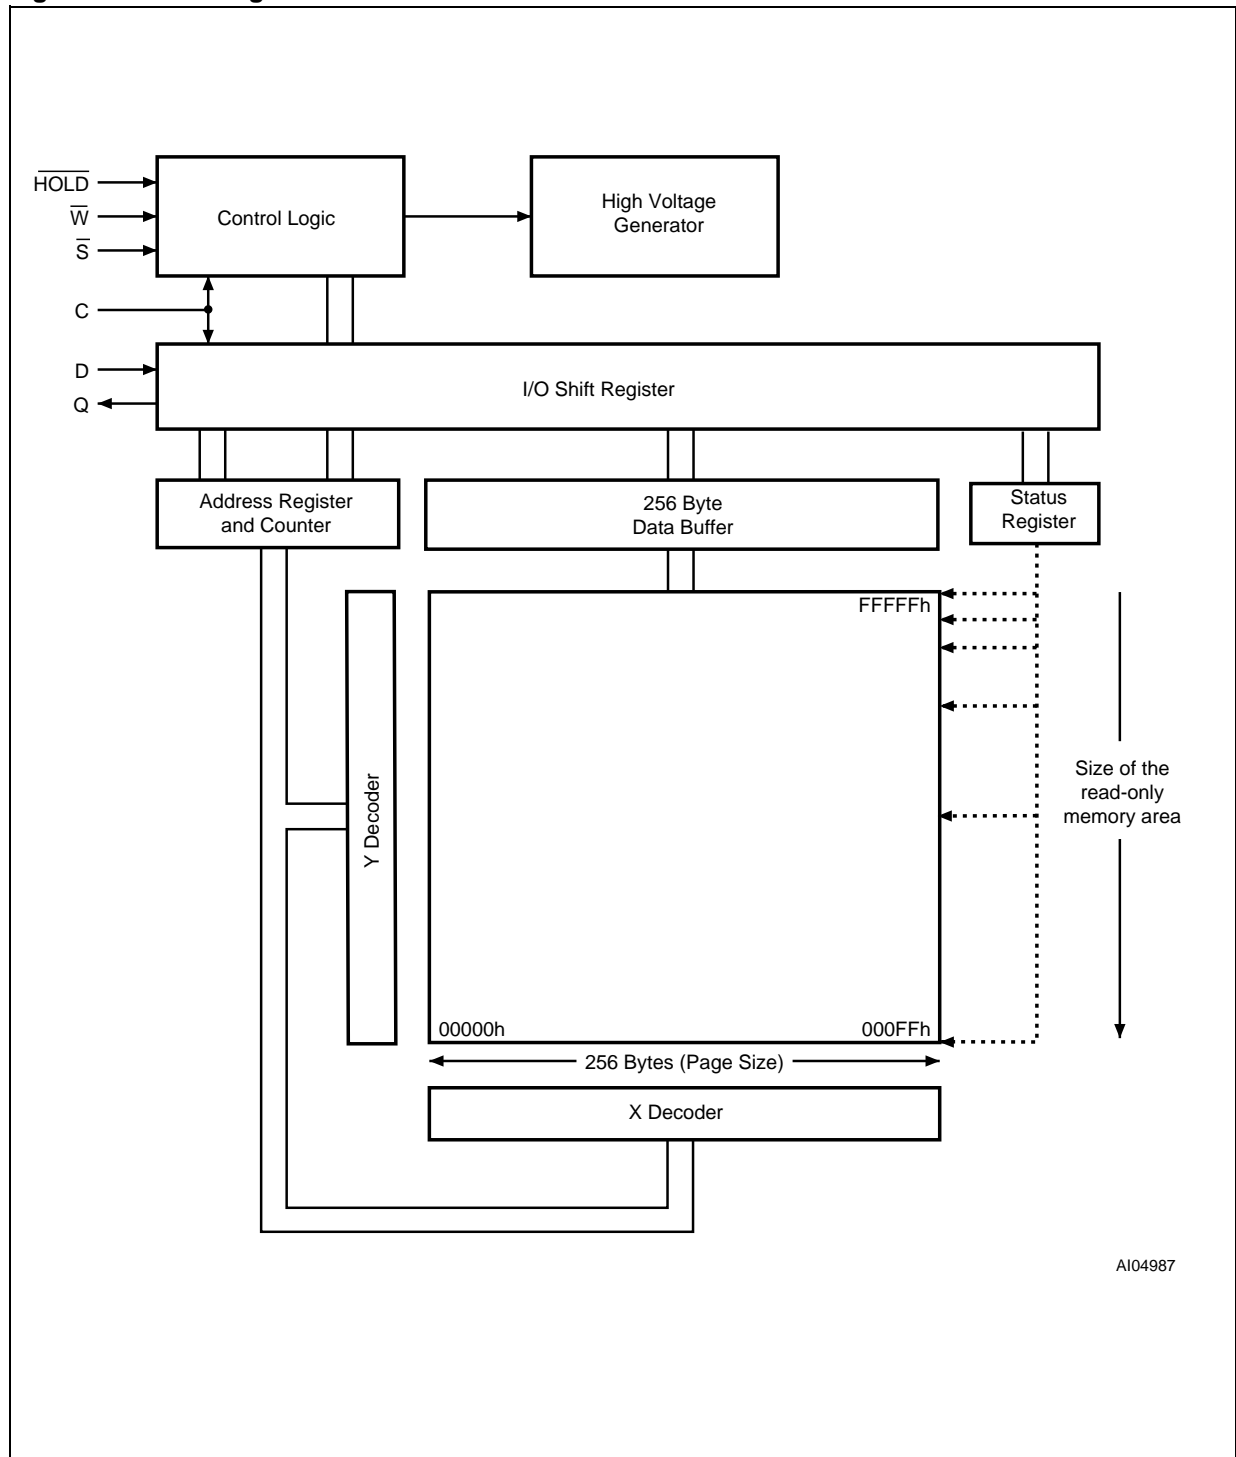 HOLD
W
S
C
D
Q
Control Logic
High Voltage
Generator
I/O Shift Register
Address Register
and Counter
256 Byte
Data Buffer
Status
Register
FFFFFh
Y Decoder
Size of the
read-only
memory area
00000h
000FFh
256 Bytes (Page Size)
X Decoder
AI04987